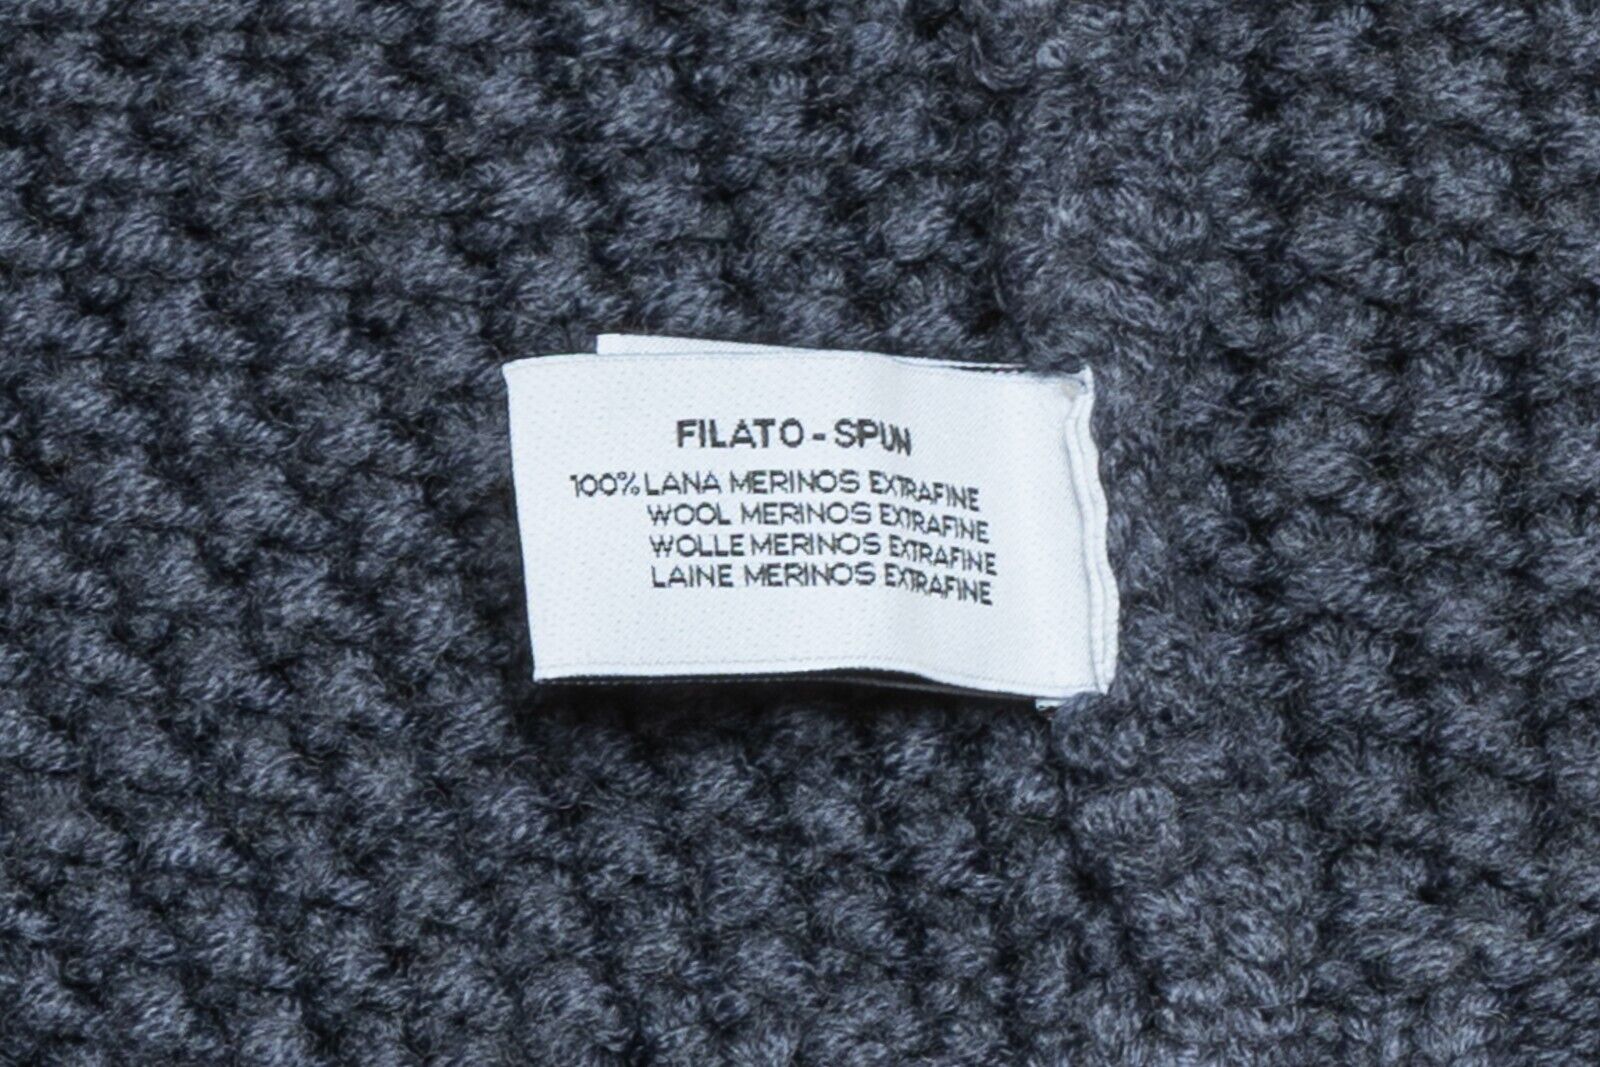 FILATO - SPUN
100% LANA MERINOS EXTRAFINE
WOOL MERINOS EXTRAFINE
WOLLE MERINOS EXTRAFINE
LAINE MERINOS EXTRAFINE